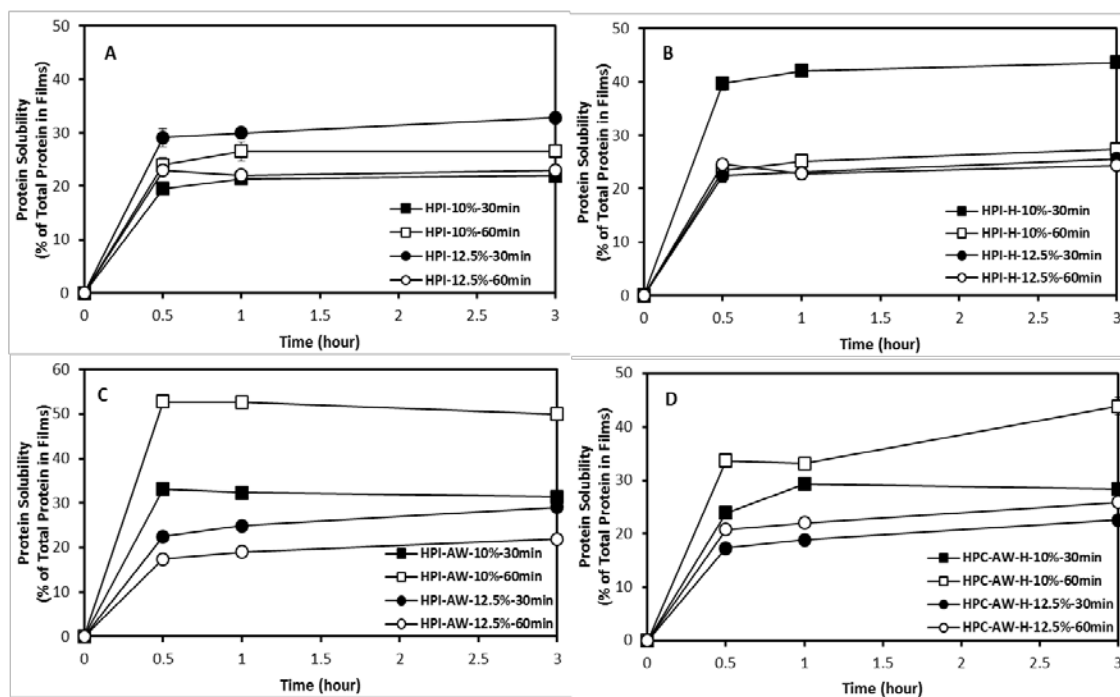 A
Protein Solubility
(% of Total Protein in Films)
50
40
30
20
10
0
HPI-10%-30min
HPI-10%-60min
HPI-12.5%-30min
HPI-12.5%-60min
0 0.5 1 1.5 2 2.5 3
Time (hour)
B
Protein Solubility
(% of Total Protein in Films)
50
40
30
20
10
0
HPI-H-10%-30min
HPI-H-10%-60min
HPI-H-12.5%-30min
HPI-H-12.5%-60min
0 0.5 1 1.5 2 2.5 3
Time (hour)
C
Protein Solubility
(% of Total Protein in Films)
60
50
40
30
20
10
0
HPI-AW-10%-30min
HPI-AW-10%-60min
HPI-AW-12.5%-30min
HPI-AW-12.5%-60min
0 0.5 1 1.5 2 2.5 3
Time (hour)
D
Protein Solubility
(% of Total Protein in Films)
50
40
30
20
10
0
HPC-AW-H-10%-30min
HPC-AW-H-10%-60min
HPC-AW-H-12.5%-30min
HPC-AW-H-12.5%-60min
0 0.5 1 1.5 2 2.5 3
Time (hour)